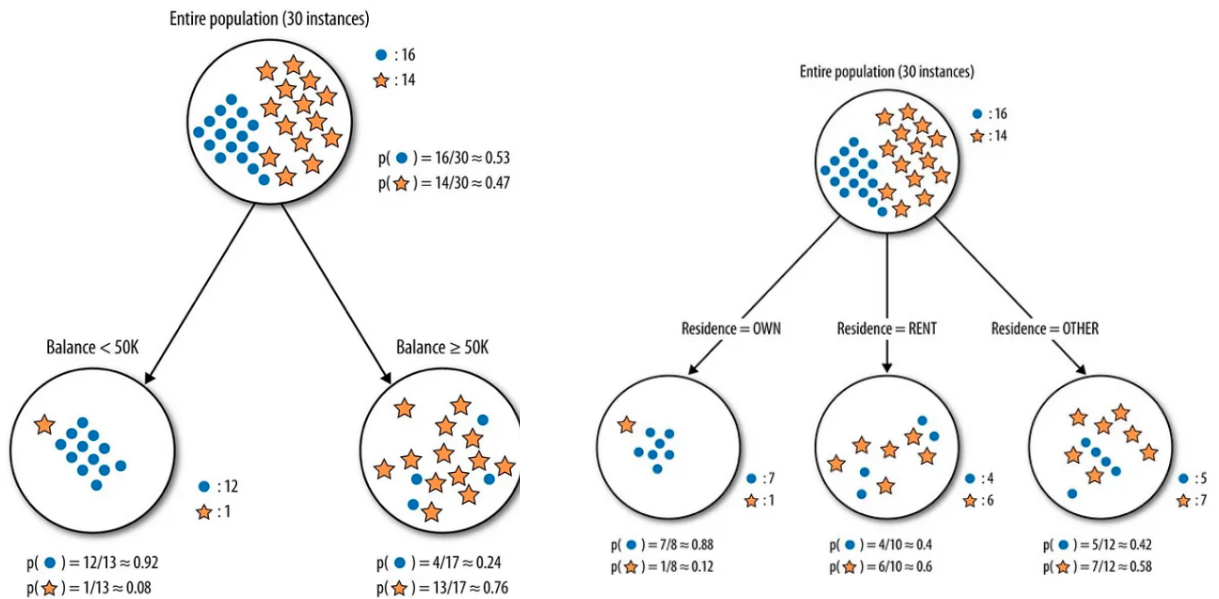 Entire population (30 instances)
: 16
: 14
p( ) = 16/30 ≈ 0.53
p( ) = 14/30 ≈ 0.47
Balance < 50K
Balance ≥ 50K
: 12
: 1
p( ) = 12/13 ≈ 0.92
p( ) = 1/13 ≈ 0.08
p( ) = 4/17 ≈ 0.24
p( ) = 13/17 ≈ 0.76
Entire population (30 instances)
: 16
: 14
Residence = OWN
Residence = RENT
Residence = OTHER
: 7
: 1
: 4
: 6
: 5
: 7
p( ) = 7/8 ≈ 0.88
p( ) = 1/8 ≈ 0.12
p( ) = 4/10 ≈ 0.4
p( ) = 6/10 ≈ 0.6
p( ) = 5/12 ≈ 0.42
p( ) = 7/12 ≈ 0.58